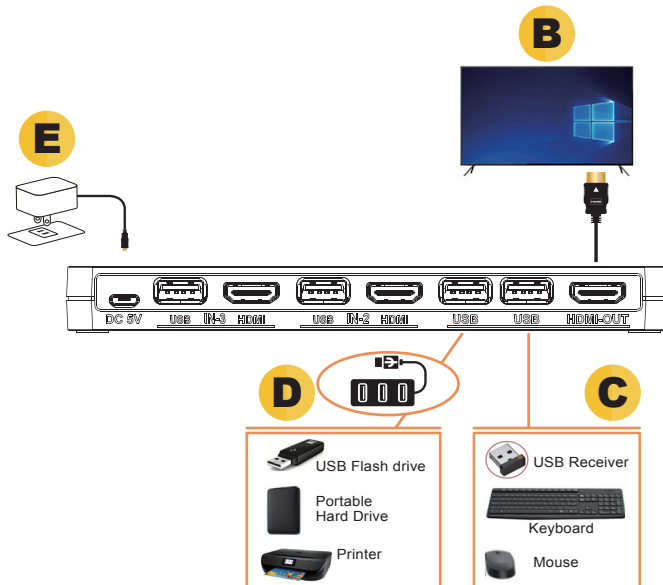 B
E
HDMI
DC 5V
USB IN-3 HDMI
USB IN-2 HDMI
USB
USB
HDMI-OUT
D
C
USB Flash drive
Portable
Hard Drive
Printer
USB Receiver
Keyboard
Mouse